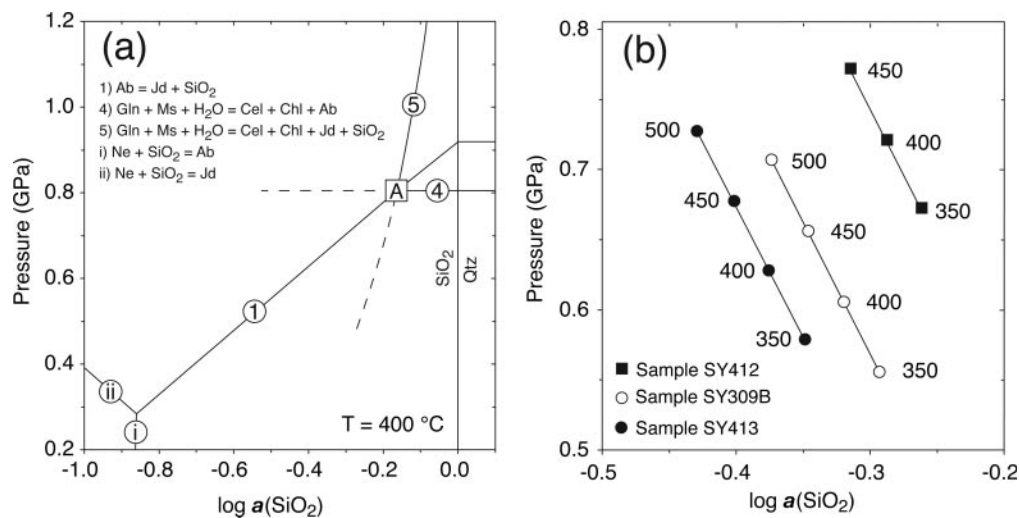 (a)
1) Ab = Jd + SiO₂
4) Gln + Ms + H₂O = Cel + Chl + Ab
5) Gln + Ms + H₂O = Cel + Chl + Jd + SiO₂
i) Ne + SiO₂ = Ab
ii) Ne + SiO₂ = Jd
Pressure (GPa)
1.2
1.0
0.8
0.6
0.4
0.2
5
A
4
1
ii
i
SiO₂
Qtz
T = 400 °C
-1.0
-0.8
-0.6
-0.4
-0.2
0.0
log a(SiO₂)
(b)
Pressure (GPa)
0.8
0.7
0.6
0.5
450
400
350
500
450
400
350
500
450
400
350
Sample SY412
Sample SY309B
Sample SY413
-0.5
-0.4
-0.3
-0.2
log a(SiO₂)